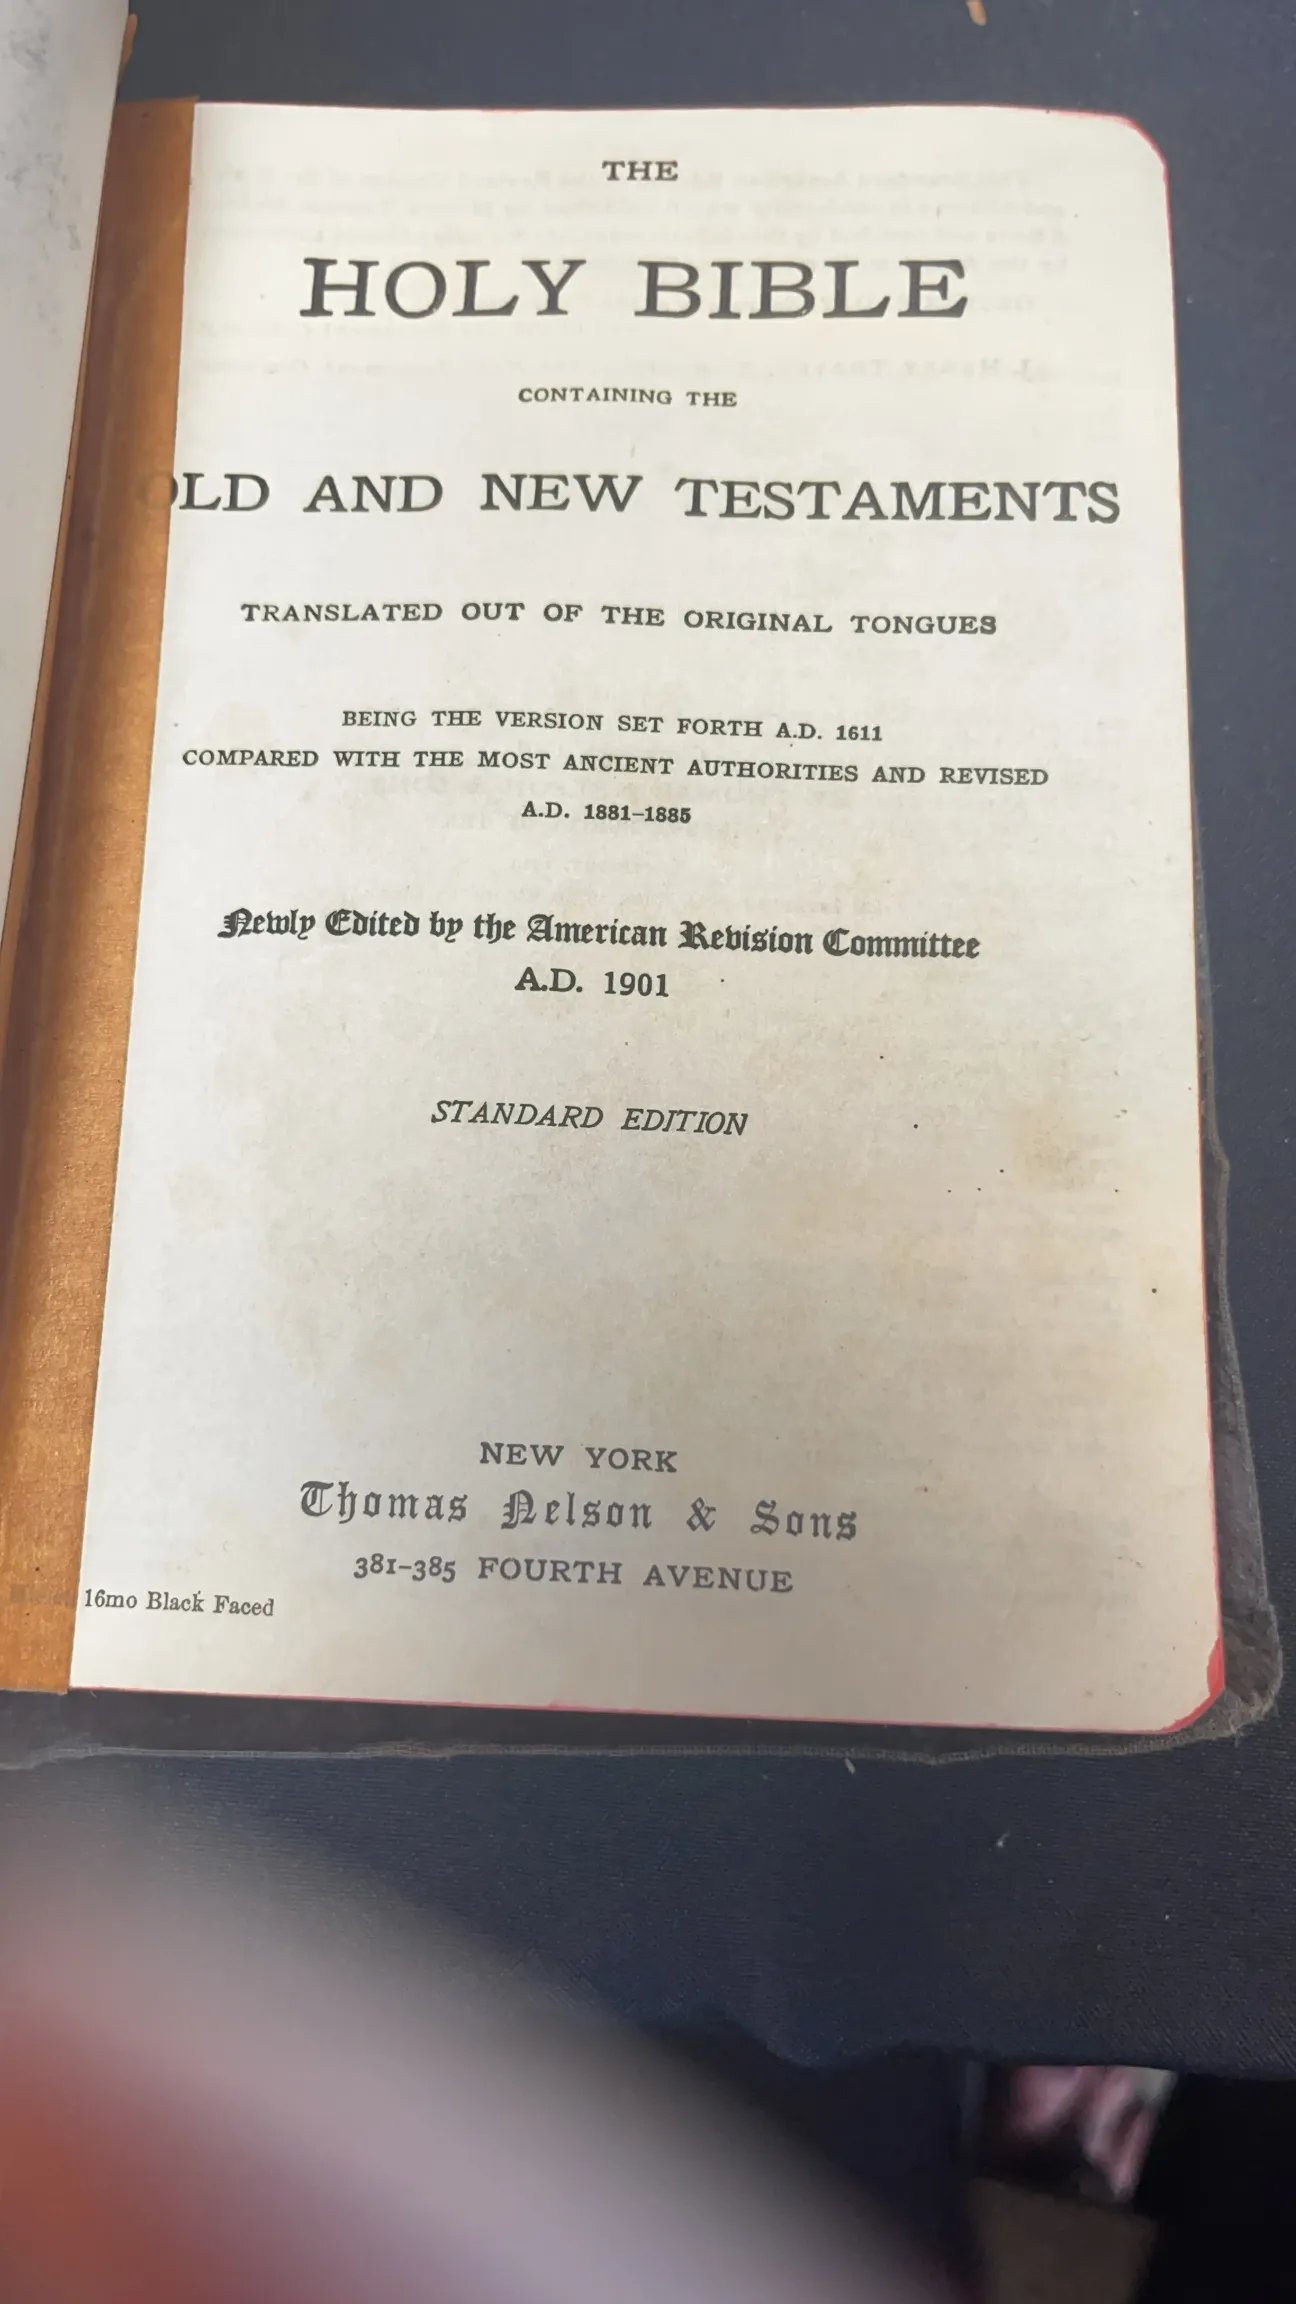 THE
HOLY BIBLE
CONTAINING THE
OLD AND NEW TESTAMENTS
TRANSLATED OUT OF THE ORIGINAL TONGUES
BEING THE VERSION SET FORTH A.D. 1611
COMPARED WITH THE MOST ANCIENT AUTHORITIES AND REVISED
A.D. 1881–1885
Newly Edited by the American Revision Committee
A.D. 1901
STANDARD EDITION
NEW YORK
Thomas Nelson & Sons
381–385 FOURTH AVENUE
16mo Black Faced